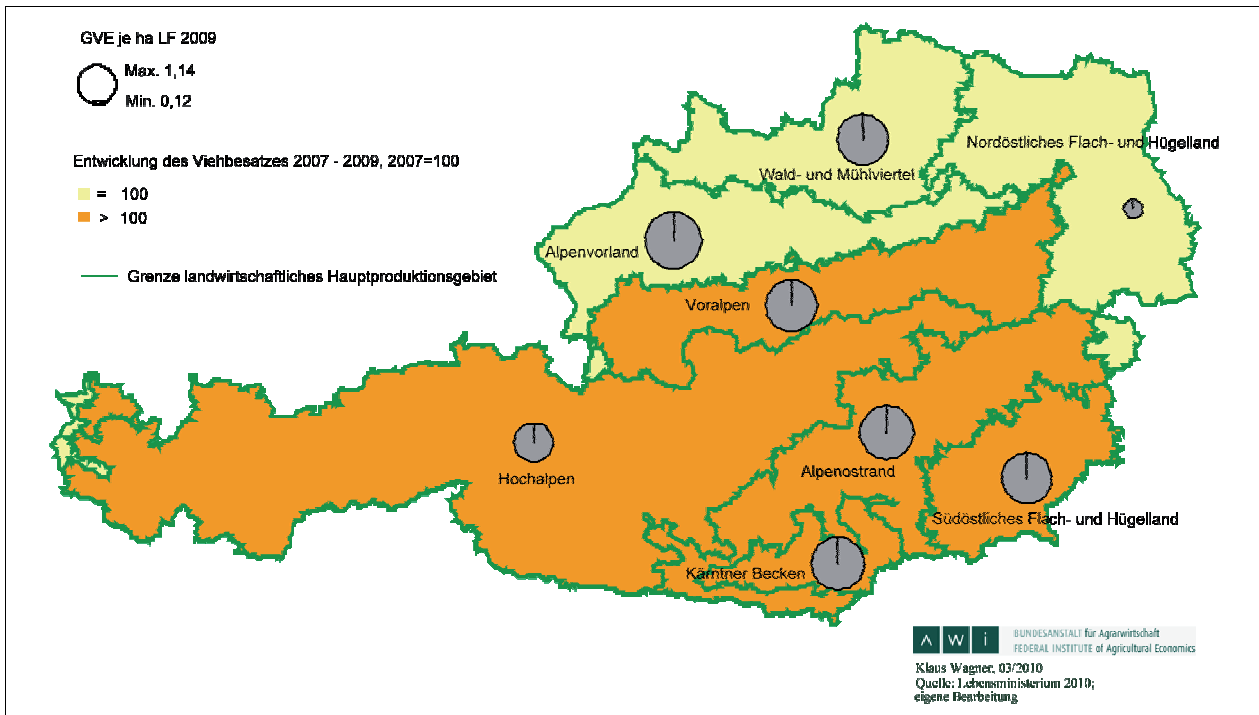 GVE je ha LF 2009
Max. 1,14
Min. 0,12
Entwicklung des Viehbesatzes 2007 - 2009, 2007=100
= 100
> 100
Grenze landwirtschaftliches Hauptproduktionsgebiet
Nordöstliches Flach- und Hügelland
Wald- und Mühlviertel
Alpenvorland
Voralpen
Hochalpen
Alpenostrand
Südöstliches Flach- und Hügelland
Kärntner Becken
AWI
BUNDESANSTALT für Agrarwirtschaft
FEDERAL INSTITUTE of Agricultural Economics
Klaus Wagner, 03/2010
Quelle: Lebensministerium 2010;
eigene Bearbeitung